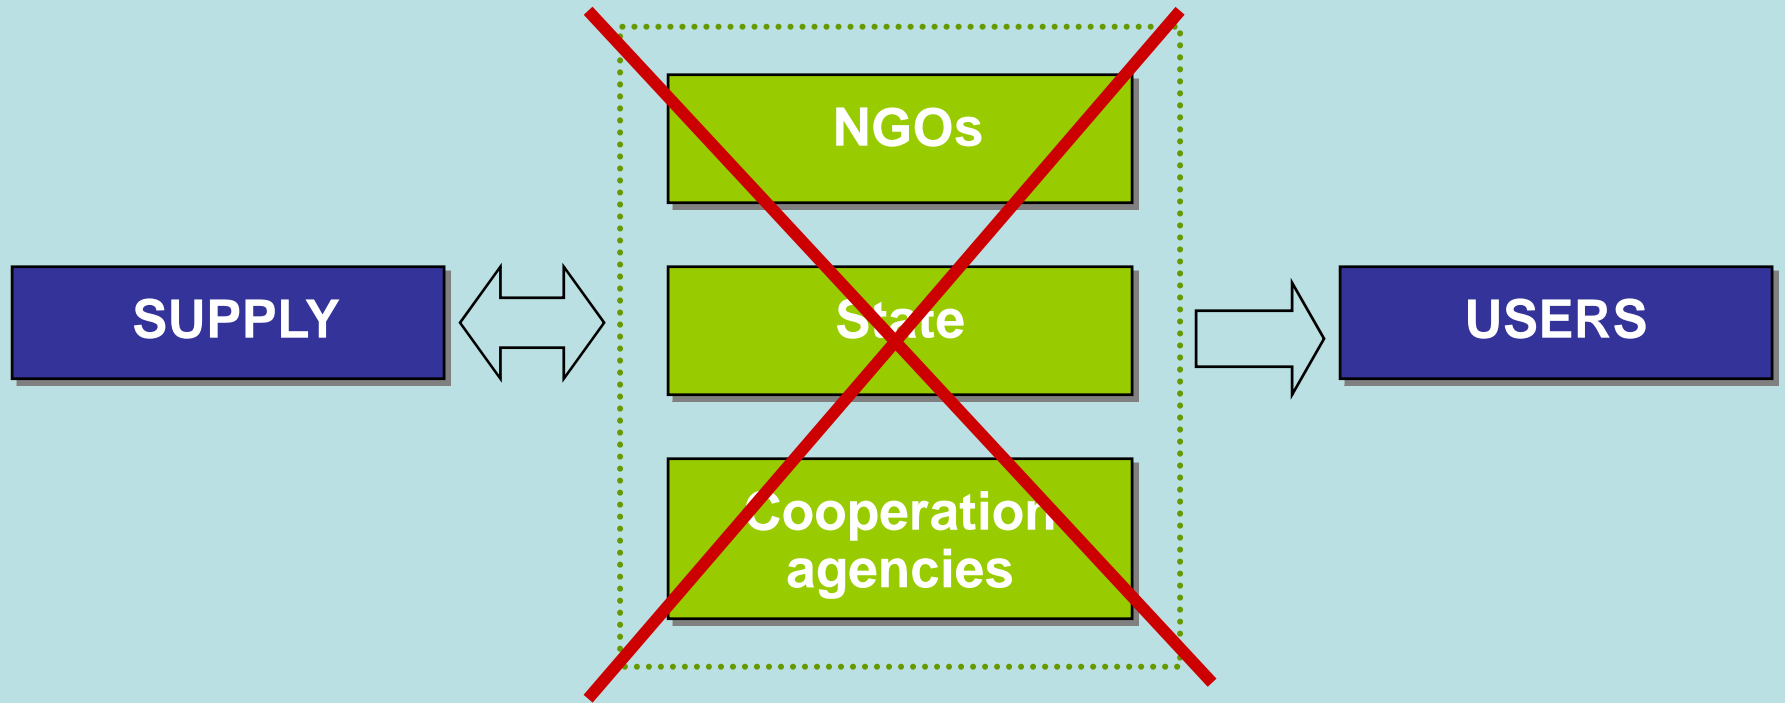 NGOs
SUPPLY
State
USERS
Cooperation
agencies